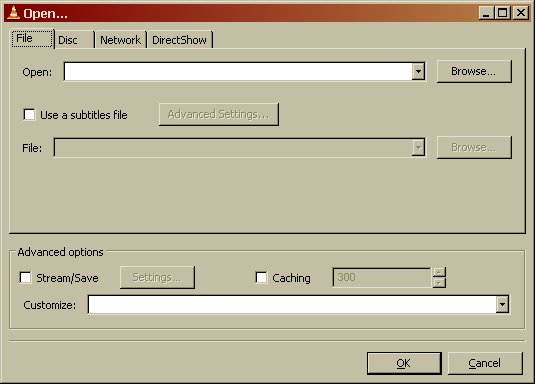 Open...
File Disc Network DirectShow
Open: Browse...
Use a subtitles file Advanced Settings...
File: Browse...
Advanced options
Stream/Save Settings... Caching 300
Customize:
OK Cancel